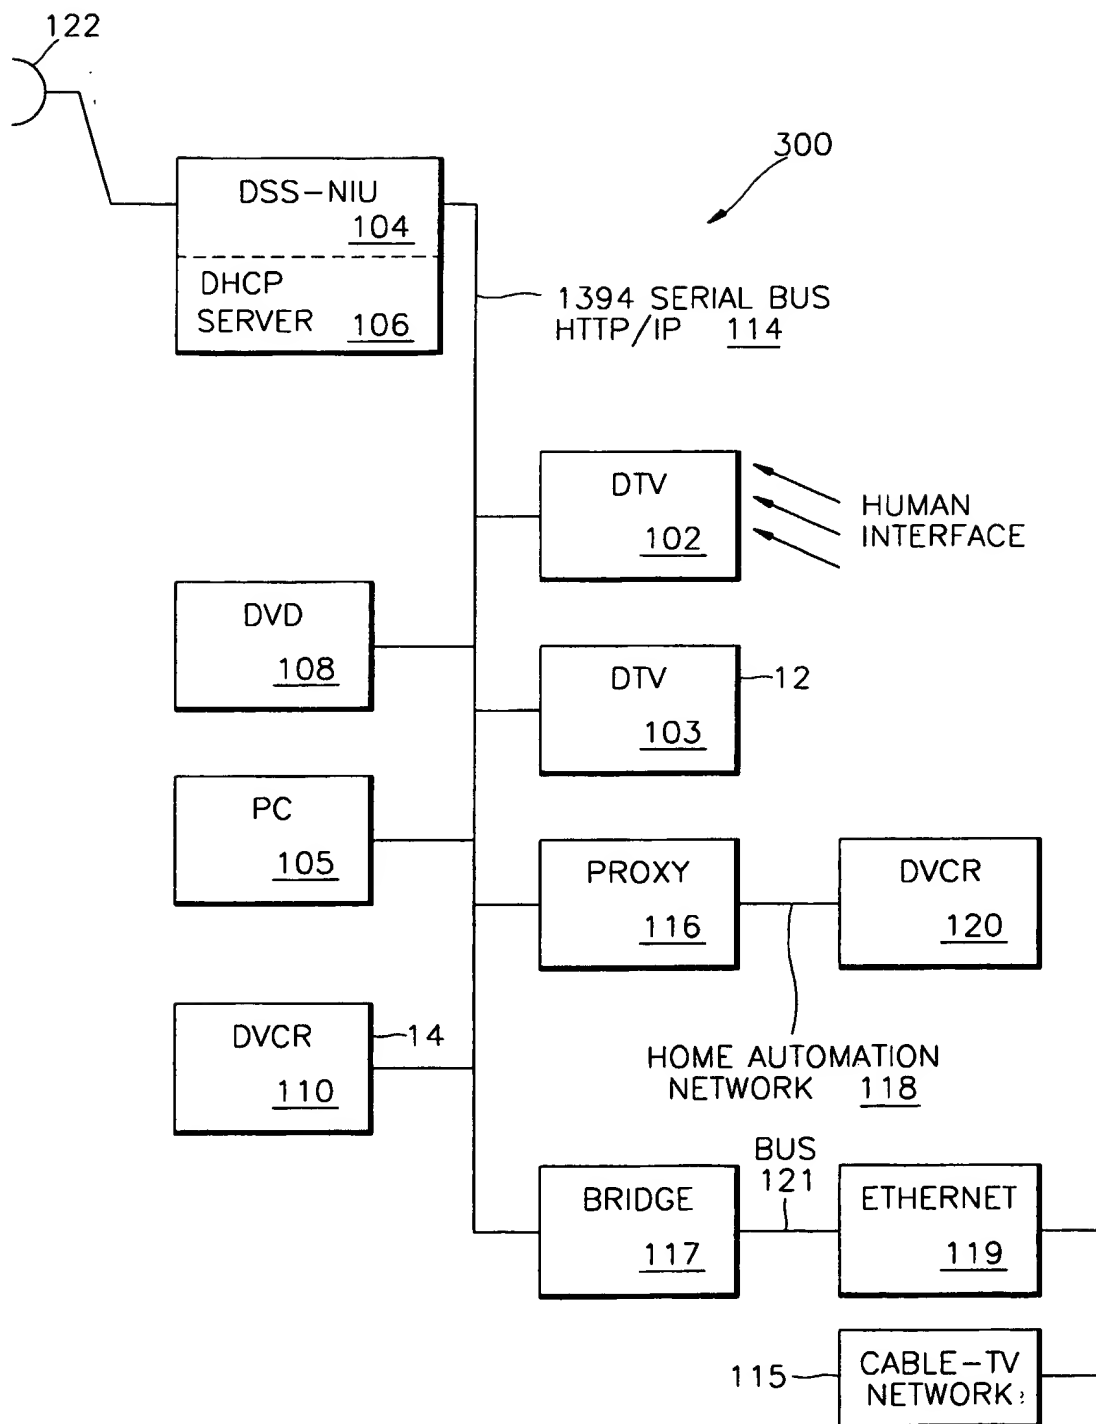 122
300
DSS-NIU
104
DHCP
SERVER 106
1394 SERIAL BUS
HTTP/IP 114
DTV
102
HUMAN
INTERFACE
DVD
108
DTV
103
12
PC
105
PROXY
116
DVCR
120
DVCR
110
14
HOME AUTOMATION
NETWORK 118
BRIDGE
117
BUS
121
ETHERNET
119
115
CABLE-TV
NETWORK